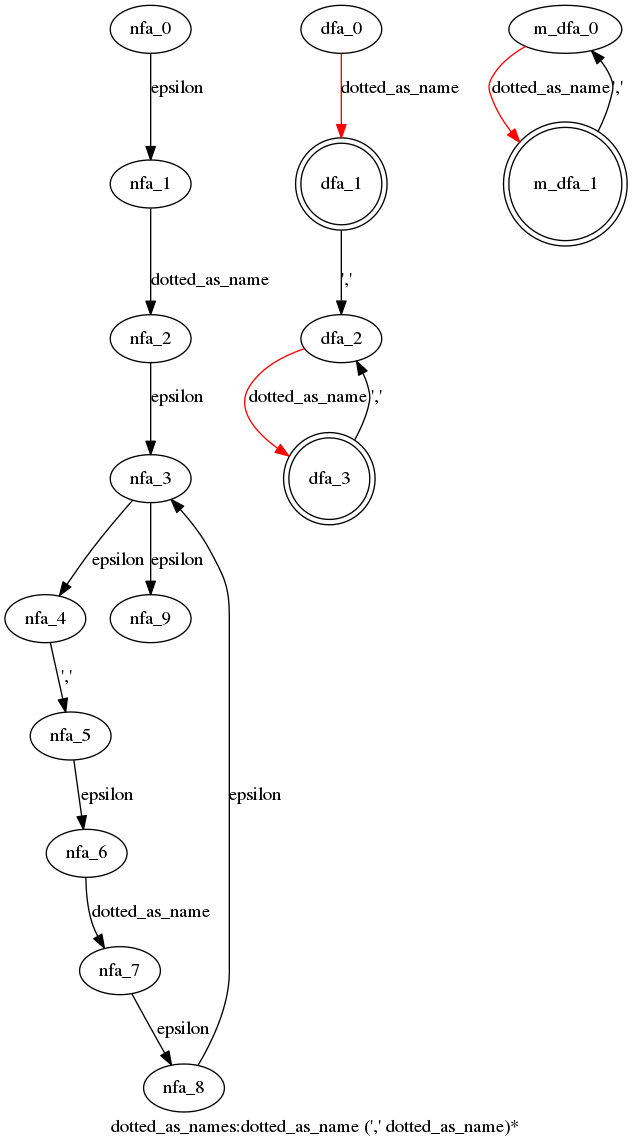 nfa_0
dfa_0
m_dfa_0
epsilon
dotted_as_name
dotted_as_name
','
nfa_1
dfa_1
m_dfa_1
dotted_as_name
','
nfa_2
dfa_2
epsilon
dotted_as_name
','
nfa_3
dfa_3
epsilon
epsilon
nfa_4
nfa_9
','
nfa_5
epsilon
epsilon
nfa_6
dotted_as_name
nfa_7
epsilon
nfa_8
dotted_as_names:dotted_as_name (',' dotted_as_name)*